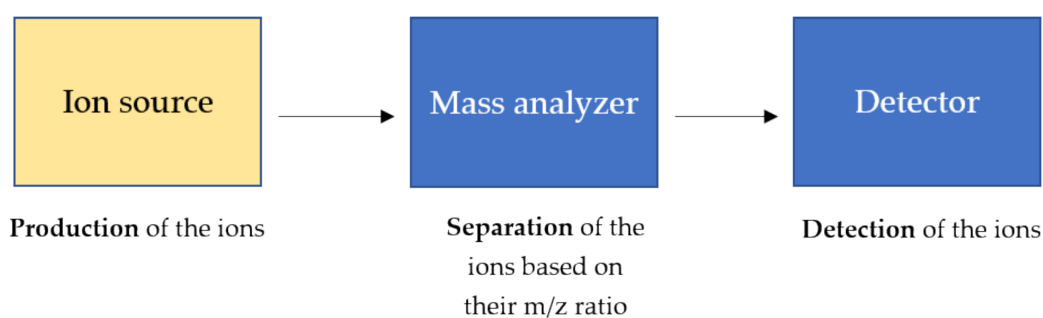 Ion source
Mass analyzer
Detector
Production of the ions
Separation of the
ions based on
their m/z ratio
Detection of the ions